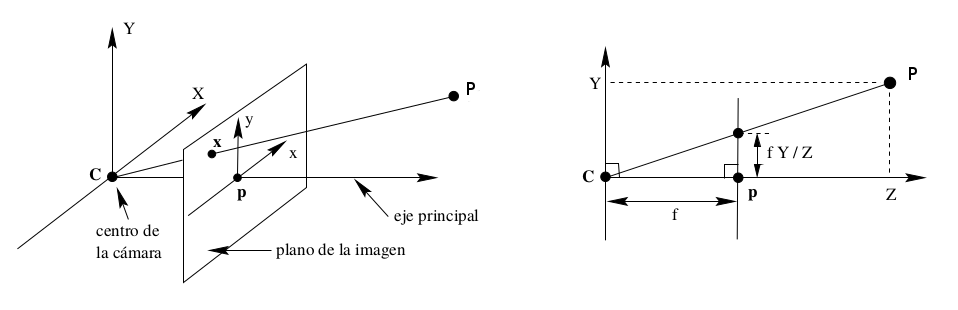 Y
X
P
y
x
x
C
p
eje principal
centro de
la cámara
plano de la imagen
P
Y
f Y / Z
C
p
Z
f